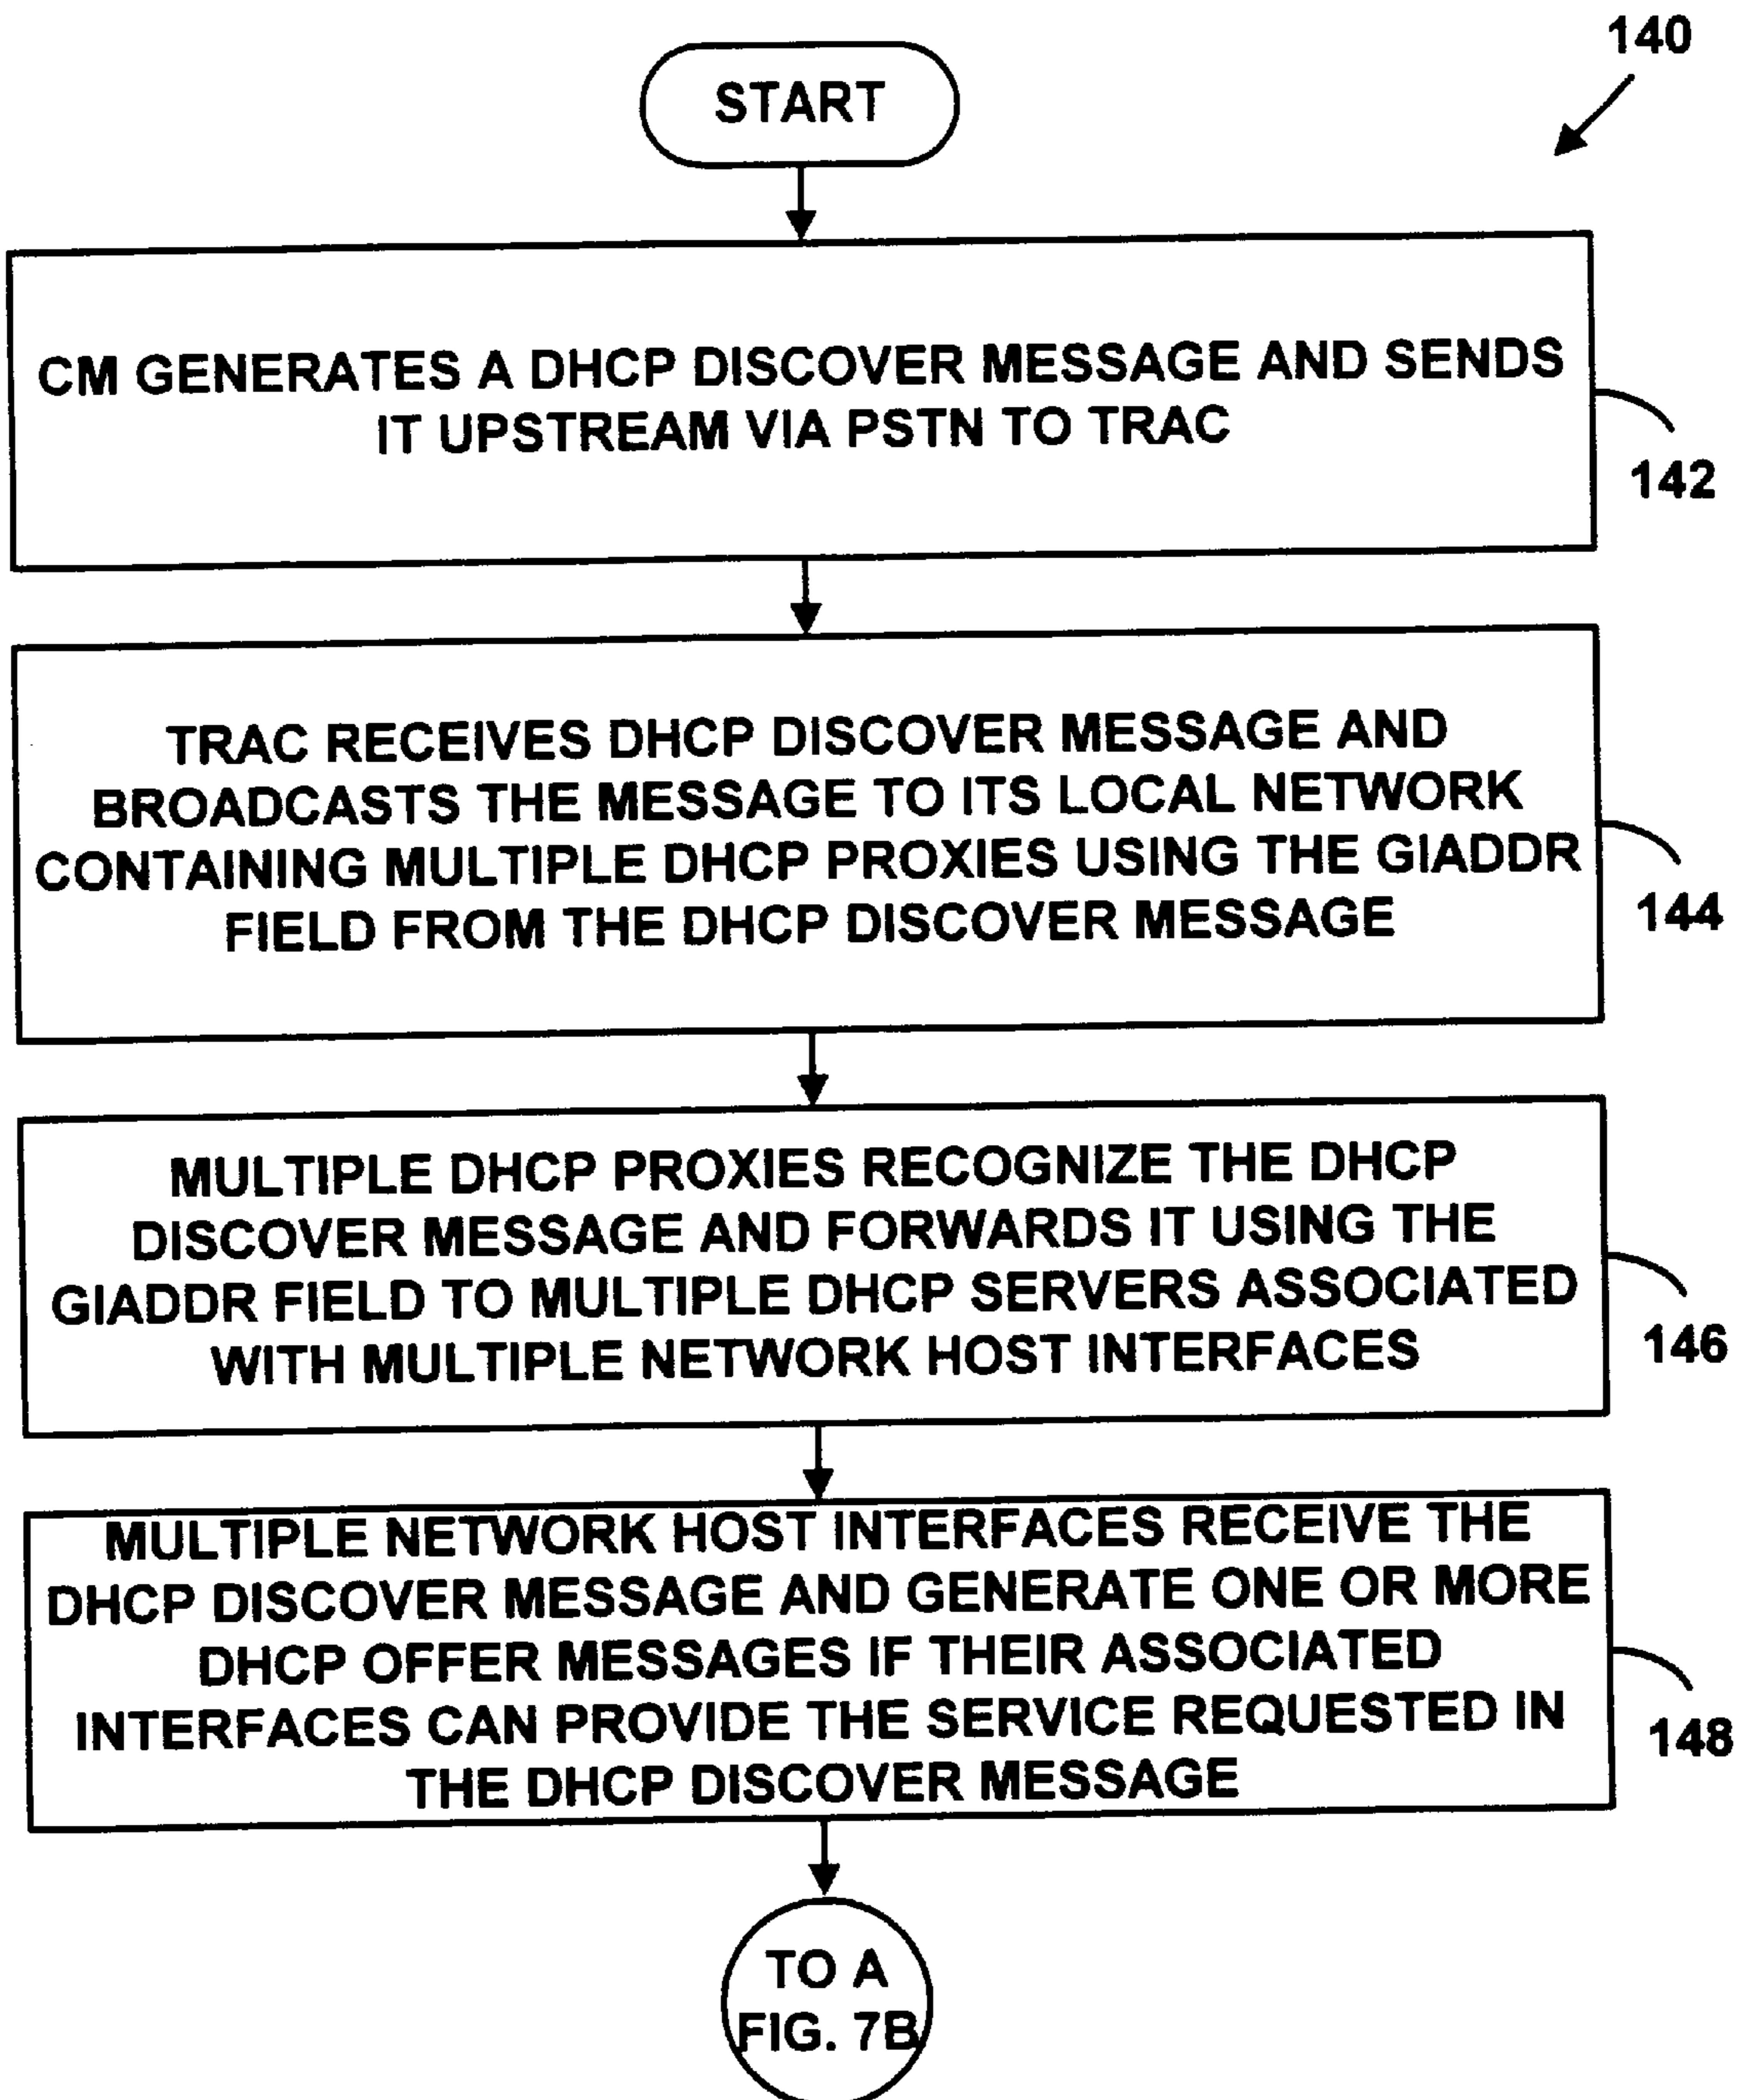 140
START
CM GENERATES A DHCP DISCOVER MESSAGE AND SENDS
IT UPSTREAM VIA PSTN TO TRAC
142
TRAC RECEIVES DHCP DISCOVER MESSAGE AND
BROADCASTS THE MESSAGE TO ITS LOCAL NETWORK
CONTAINING MULTIPLE DHCP PROXIES USING THE GIADDR
FIELD FROM THE DHCP DISCOVER MESSAGE
144
MULTIPLE DHCP PROXIES RECOGNIZE THE DHCP
DISCOVER MESSAGE AND FORWARDS IT USING THE
GIADDR FIELD TO MULTIPLE DHCP SERVERS ASSOCIATED
WITH MULTIPLE NETWORK HOST INTERFACES
146
MULTIPLE NETWORK HOST INTERFACES RECEIVE THE
DHCP DISCOVER MESSAGE AND GENERATE ONE OR MORE
DHCP OFFER MESSAGES IF THEIR ASSOCIATED
INTERFACES CAN PROVIDE THE SERVICE REQUESTED IN
THE DHCP DISCOVER MESSAGE
148
TO A
FIG. 7B